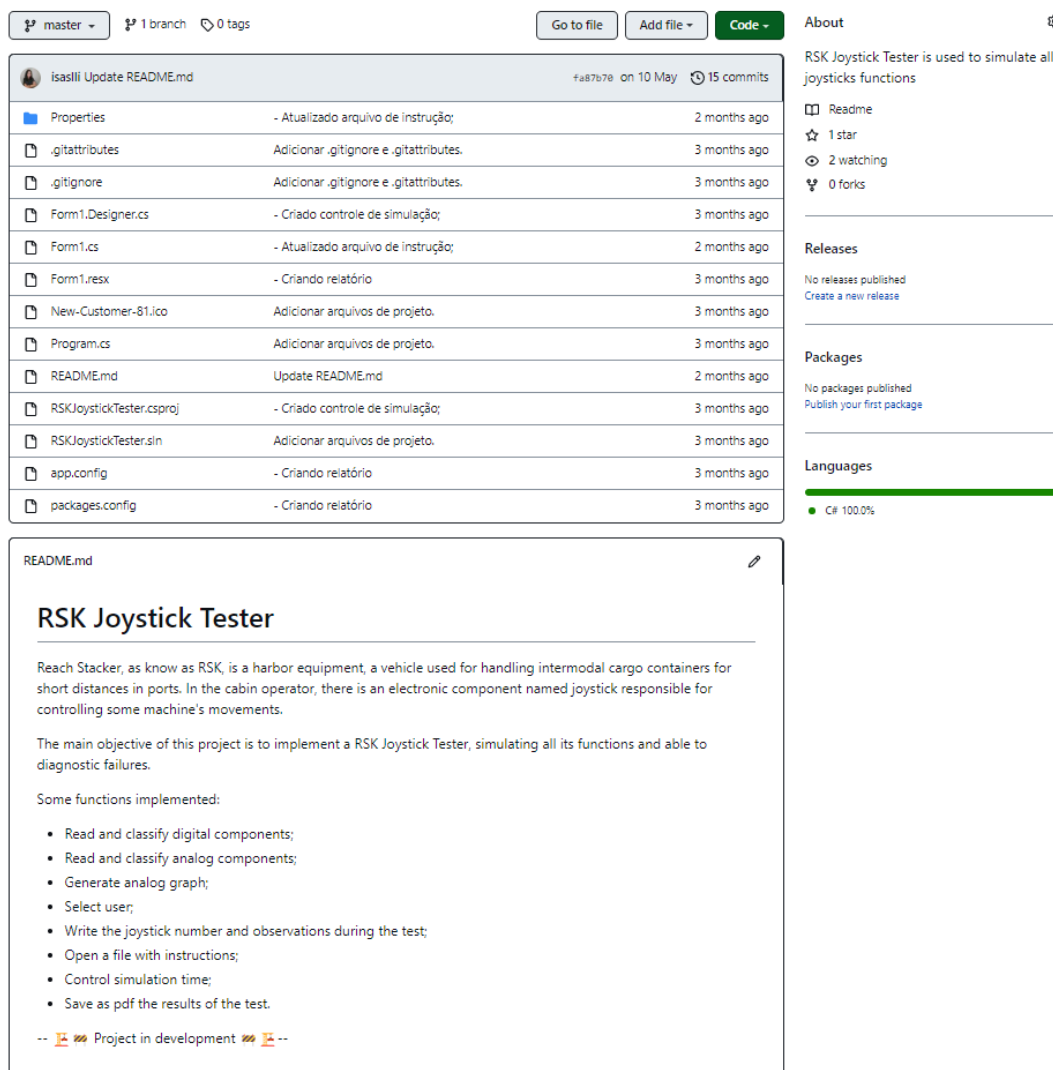 master 1 branch 0 tags Go to file Add file Code
isaslli Update README.md fa87b70 on 10 May 15 commits
Properties - Atualizado arquivo de instrução; 2 months ago
.gitattributes Adicionar .gitignore e .gitattributes. 3 months ago
.gitignore Adicionar .gitignore e .gitattributes. 3 months ago
Form1.Designer.cs - Criado controle de simulação; 3 months ago
Form1.cs - Atualizado arquivo de instrução; 2 months ago
Form1.resx - Criando relatório 3 months ago
New-Customer-81.ico Adicionar arquivos de projeto. 3 months ago
Program.cs Adicionar arquivos de projeto. 3 months ago
README.md Update README.md 2 months ago
RSKJoystickTester.csproj - Criado controle de simulação; 3 months ago
RSKJoystickTester.sln Adicionar arquivos de projeto. 3 months ago
app.config - Criando relatório 3 months ago
packages.config - Criando relatório 3 months ago
README.md
RSK Joystick Tester
Reach Stacker, as know as RSK, is a harbor equipment, a vehicle used for handling intermodal cargo containers for
short distances in ports. In the cabin operator, there is an electronic component named joystick responsible for
controlling some machine's movements.
The main objective of this project is to implement a RSK Joystick Tester, simulating all its functions and able to
diagnostic failures.
Some functions implemented:
• Read and classify digital components;
• Read and classify analog components;
• Generate analog graph;
• Select user;
• Write the joystick number and observations during the test;
• Open a file with instructions;
• Control simulation time;
• Save as pdf the results of the test.
-- 🏗️ 🚧 Project in development 🚧 🏗️ --
About
RSK Joystick Tester is used to simulate all
joysticks functions
Readme
1 star
2 watching
0 forks
Releases
No releases published
Create a new release
Packages
No packages published
Publish your first package
Languages
C# 100.0%